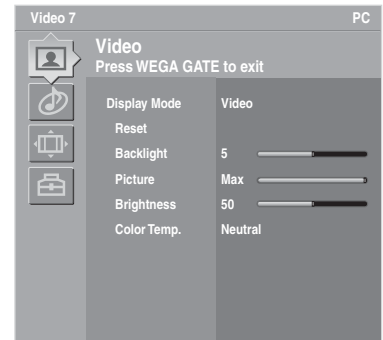 Video 7 PC
Video
Press WEGA GATE to exit
Display Mode Video
Reset
Backlight 5
Picture Max
Brightness 50
Color Temp. Neutral